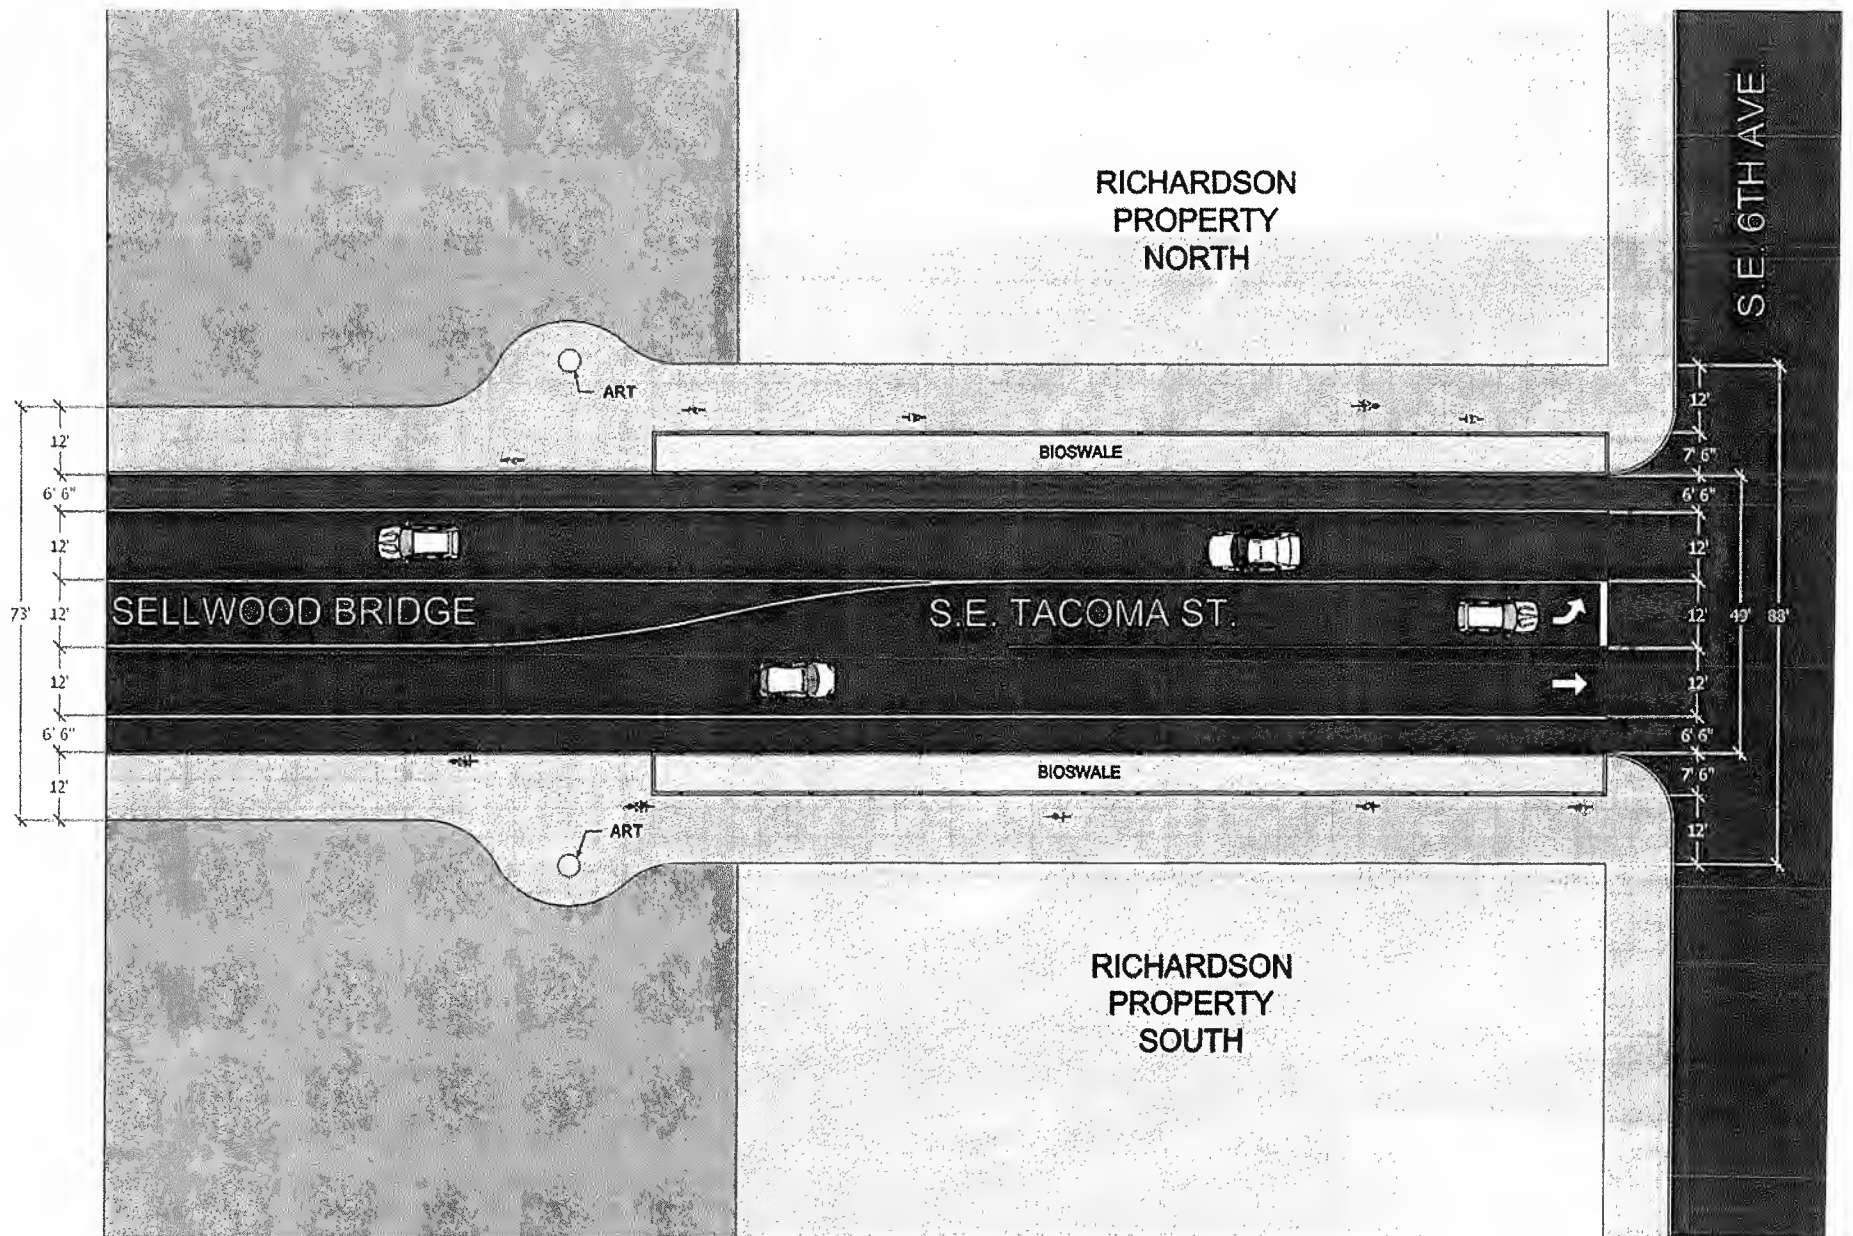 S.E. 6TH AVE.
RICHARDSON
PROPERTY
NORTH
ART
12'
6' 6"
12'
12'
12'
6' 6"
12'
73'
BIOSWALE
SELLWOOD BRIDGE
S.E. TACOMA ST.
12'
7' 6"
6' 6"
12'
12'
12'
6' 6"
7' 6"
12'
49'
88'
BIOSWALE
ART
RICHARDSON
PROPERTY
SOUTH